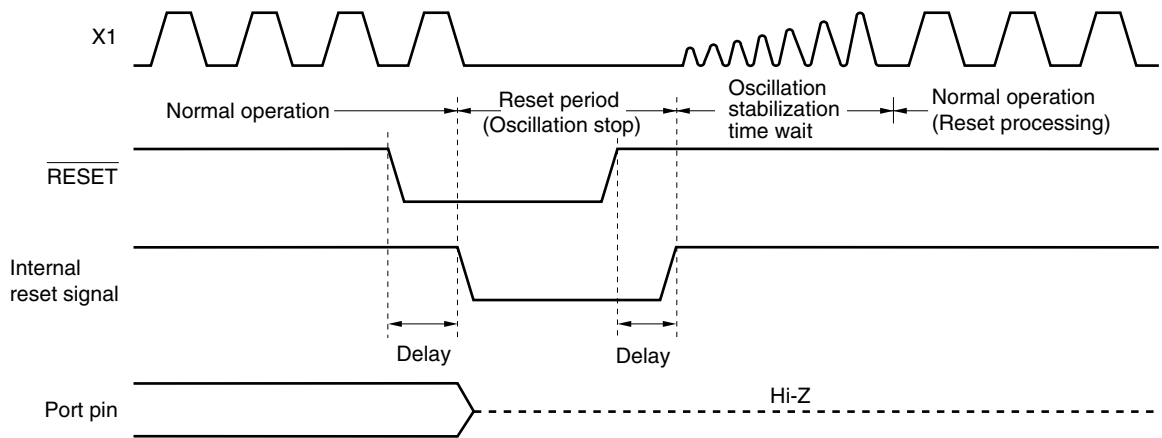 X1
Normal operation
Reset period
(Oscillation stop)
Oscillation
stabilization
time wait
Normal operation
(Reset processing)
RESET
Internal
reset signal
Delay
Delay
Port pin
Hi-Z